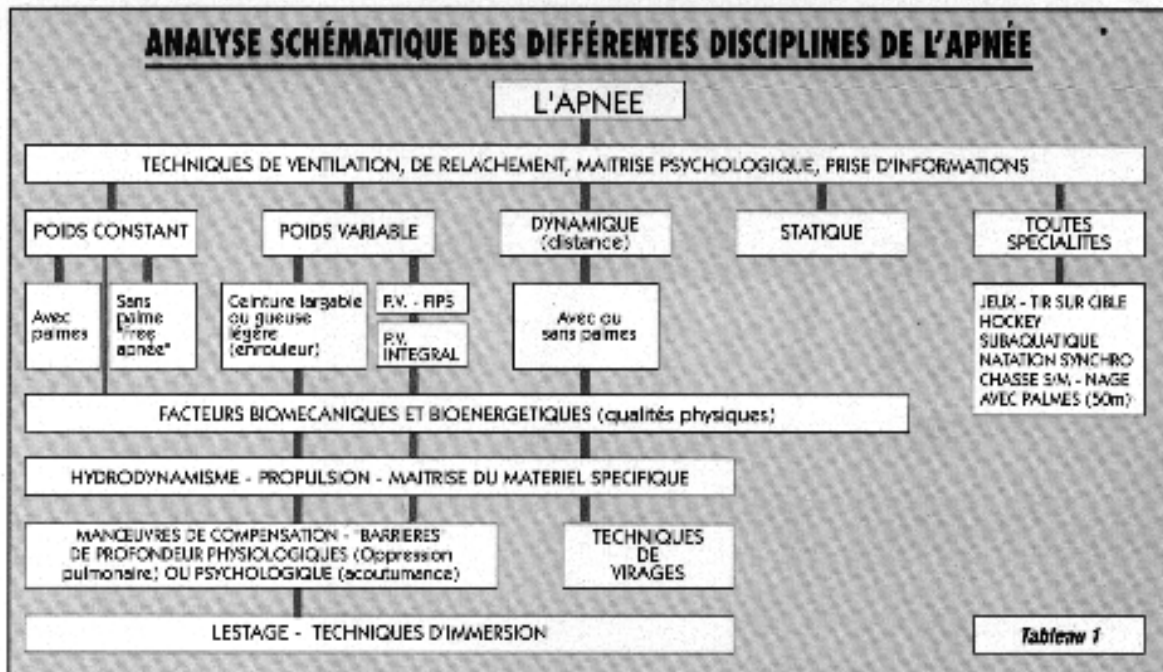 ANALYSE SCHÉMATIQUE DES DIFFÉRENTES DISCIPLINES DE L'APNÉE
L'APNEE
TECHNIQUES DE VENTILATION, DE RELACHEMENT, MAITRISE PSYCHOLOGIQUE, PRISE D'INFORMATIONS
POIDS CONSTANT
POIDS VARIABLE
DYNAMIQUE
(distance)
STATIQUE
TOUTES
SPECIALITES
Avec
palmes
Sans
palme
"Free
apnée"
Ceinture largable
ou gueuse
légère
(enrouleur)
P.V. - FIPS
P.V.
INTEGRAL
Avec ou
sans palmes
JEUX - TIR SUR CIBLE
HOCKEY
SUBAQUATIQUE
NATATION SYNCHRO
CHASSE S/M - NAGE
AVEC PALMES (50m)
FACTEURS BIOMECANIQUES ET BIOENERGETIQUES (qualités physiques)
HYDRODYNAMISME - PROPULSION - MAITRISE DU MATERIEL SPECIFIQUE
MANŒUVRES DE COMPENSATION - "BARRIERES"
DE PROFONDEUR PHYSIOLOGIQUES (Oppression
pulmonaire) OU PSYCHOLOGIQUE (acoutumance)
TECHNIQUES
DE
VIRAGES
LESTAGE - TECHNIQUES D'IMMERSION
Tableau 1